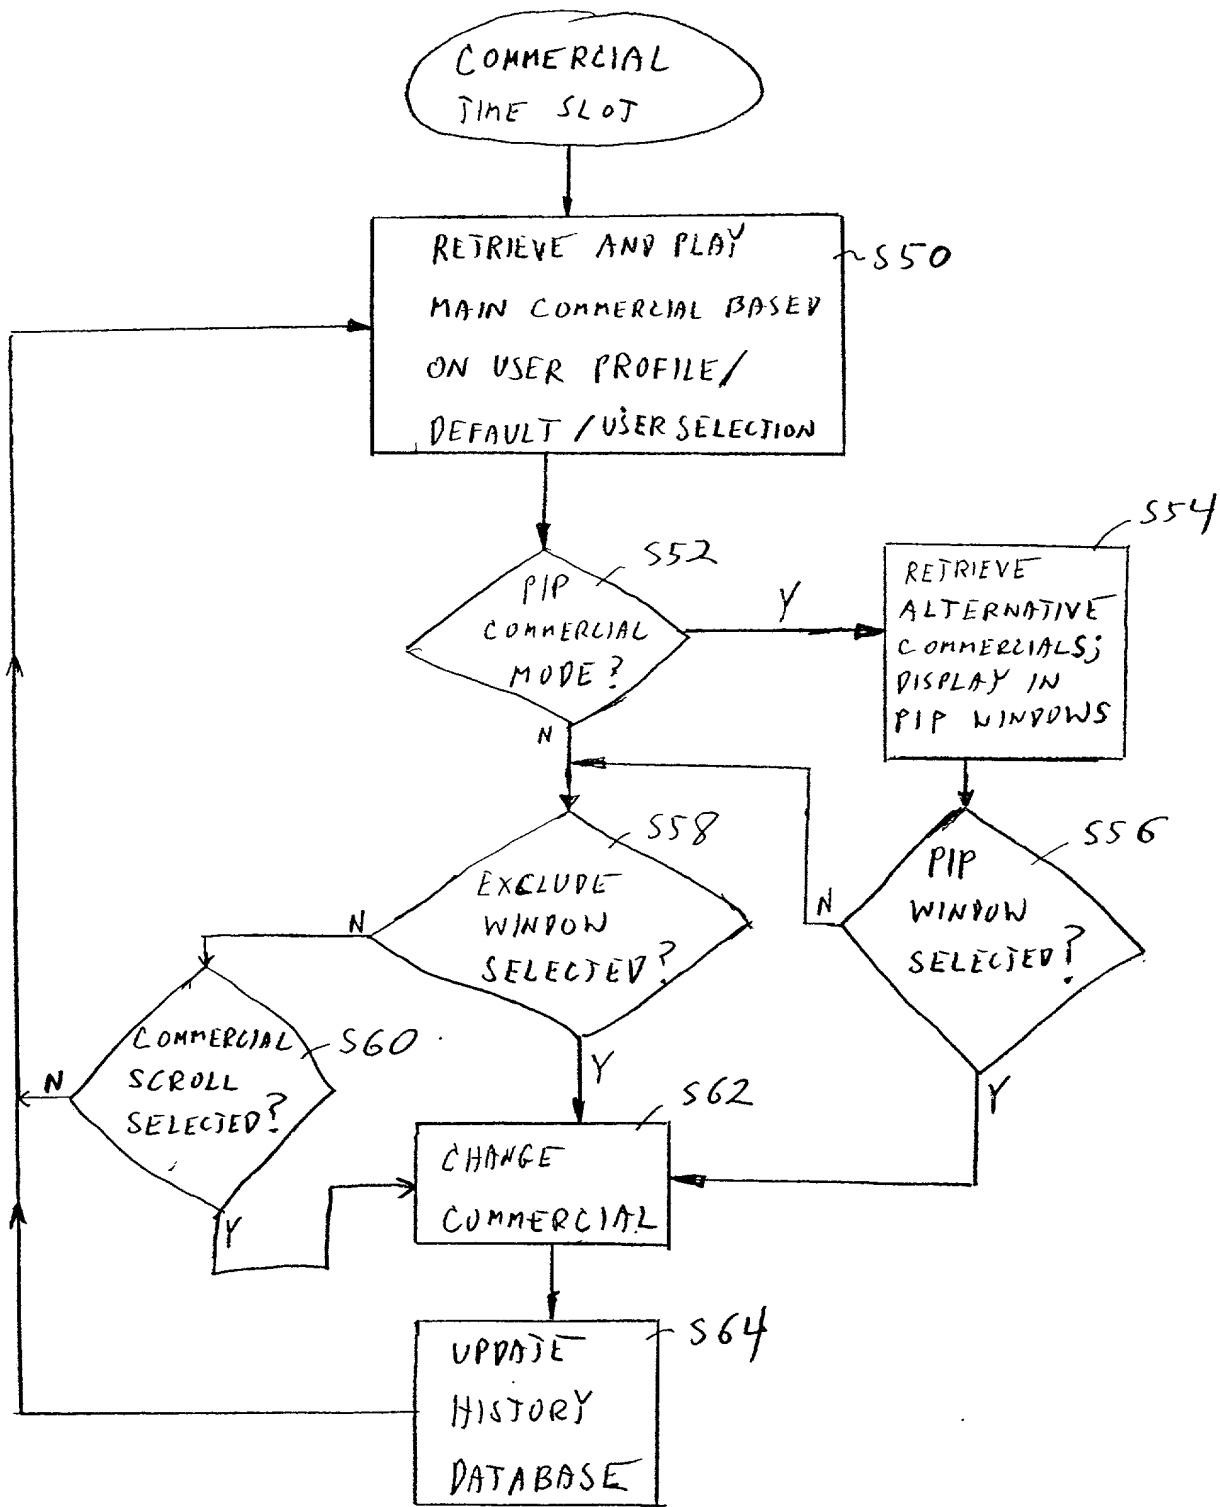 COMMERCIAL
TIME SLOT
RETRIEVE AND PLAY
MAIN COMMERCIAL BASED
ON USER PROFILE/
DEFAULT/USER SELECTION
S50
S52
PIP
COMMERCIAL
MODE?
Y
N
S54
RETRIEVE
ALTERNATIVE
COMMERCIALS;
DISPLAY IN
PIP WINDOWS
S56
PIP
WINDOW
SELECTED?
N
Y
S58
EXCLUDE
WINDOW
SELECTED?
N
Y
S60
COMMERCIAL
SCROLL
SELECTED?
N
Y
S62
CHANGE
COMMERCIAL
S64
UPDATE
HISTORY
DATABASE